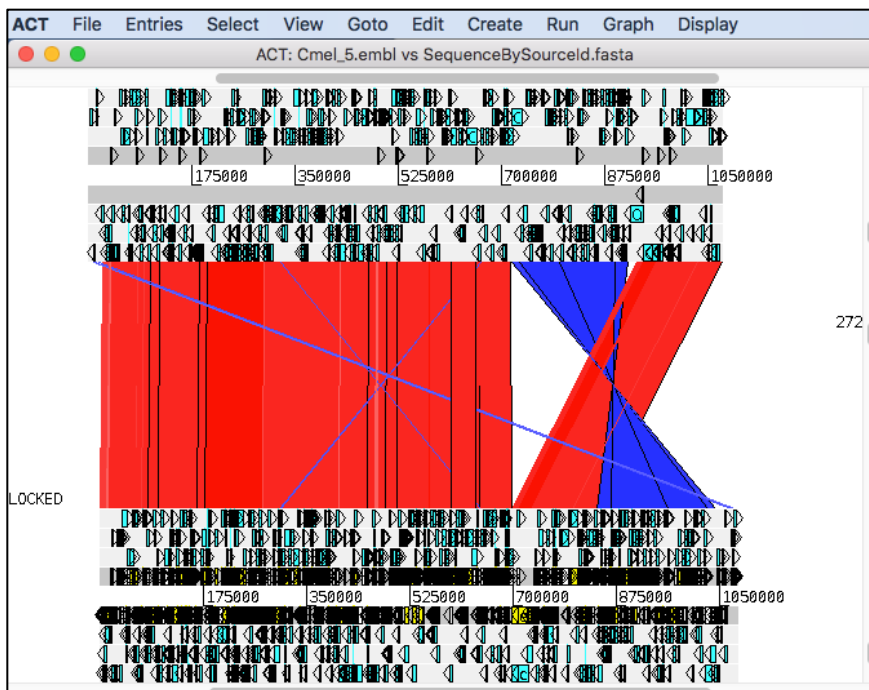 ACT File Entries Select View Goto Edit Create Run Graph Display
ACT: Cmel_5.embl vs SequenceBySourceId.fasta
175000 350000 525000 700000 875000 1050000
272
LOCKED
175000 350000 525000 700000 875000 1050000